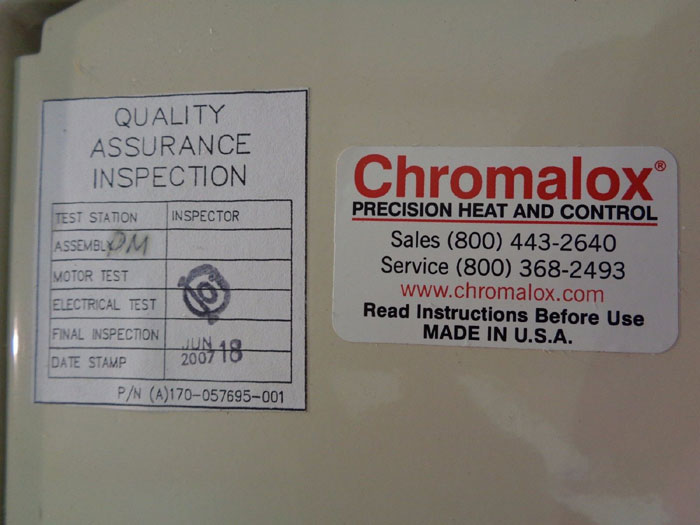 QUALITY
ASSURANCE
INSPECTION
TEST STATION INSPECTOR
ASSEMBLY PM
MOTOR TEST
ELECTRICAL TEST
FINAL INSPECTION
DATE STAMP JUN 18 2007
P/N (A)170-057695-001
Chromalox®
PRECISION HEAT AND CONTROL
Sales (800) 443-2640
Service (800) 368-2493
www.chromalox.com
Read Instructions Before Use
MADE IN U.S.A.